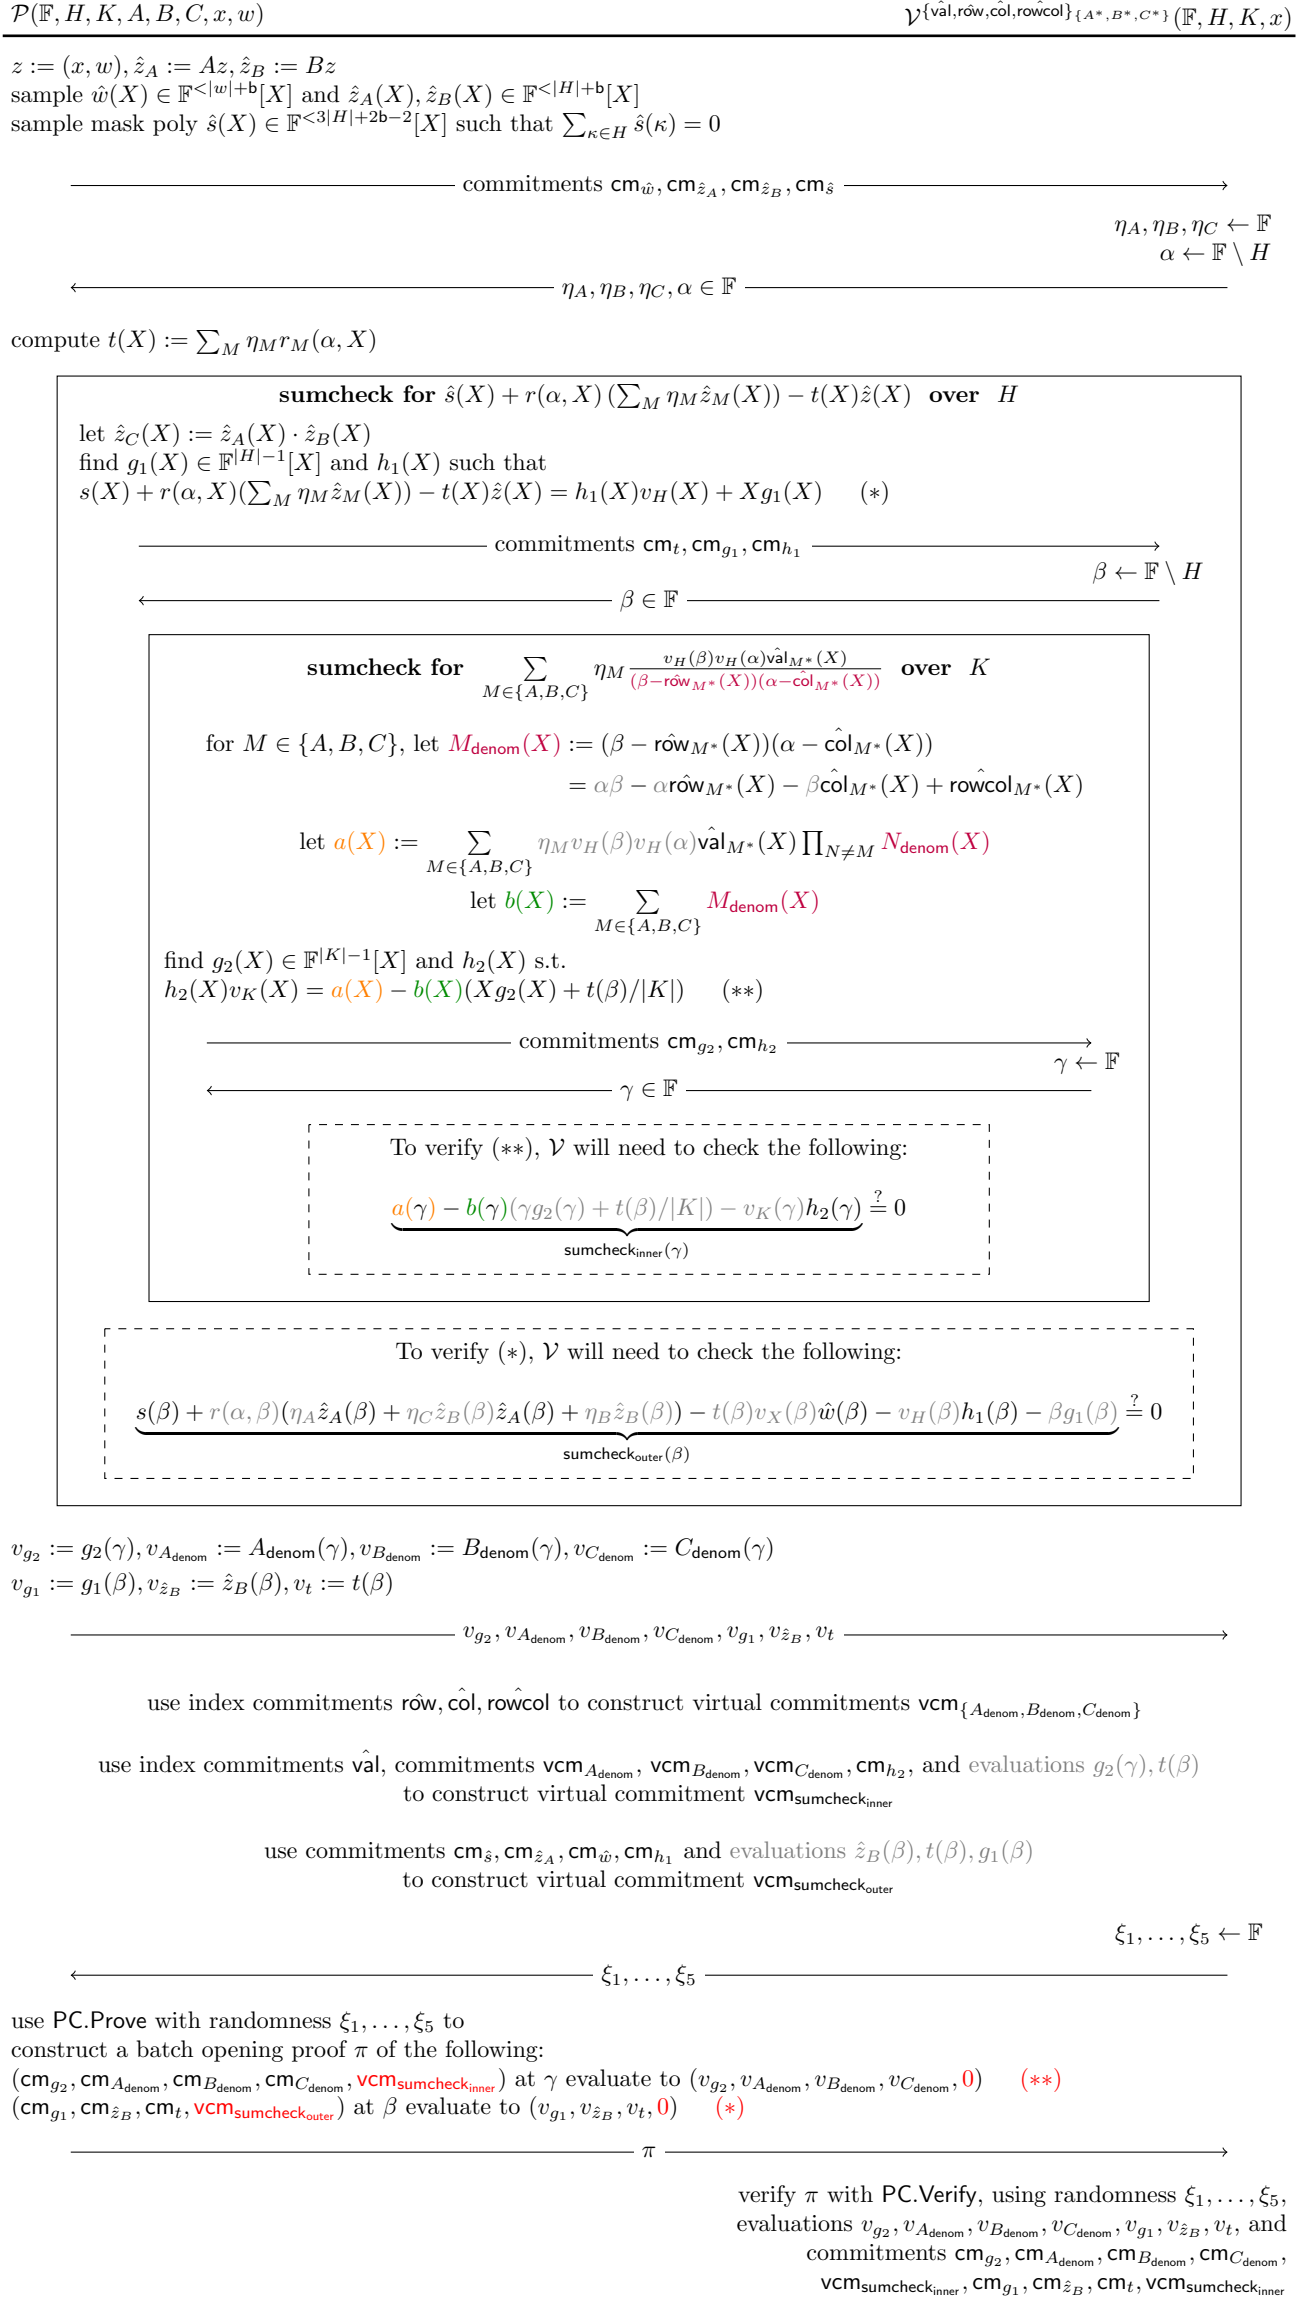 𝒫(𝔽, H, K, A, B, C, x, w) 𝒱^{{val̂, roŵ, col̂, rowcol̂}_{{A*,B*,C*}}}(𝔽, H, K, x)
z := (x, w), ẑ_A := Az, ẑ_B := Bz
sample ŵ(X) ∈ 𝔽^{<|w|+b}[X] and ẑ_A(X), ẑ_B(X) ∈ 𝔽^{<|H|+b}[X]
sample mask poly ŝ(X) ∈ 𝔽^{<3|H|+2b−2}[X] such that ∑_{κ∈H} ŝ(κ) = 0
commitments cm_ŵ, cm_{ẑ_A}, cm_{ẑ_B}, cm_ŝ
η_A, η_B, η_C ← 𝔽
α ← 𝔽 \ H
η_A, η_B, η_C, α ∈ 𝔽
compute t(X) := ∑_M η_M r_M(α, X)
sumcheck for ŝ(X) + r(α, X) (∑_M η_M ẑ_M(X)) − t(X)ẑ(X) over H
let ẑ_C(X) := ẑ_A(X) · ẑ_B(X)
find g_1(X) ∈ 𝔽^{|H|−1}[X] and h_1(X) such that
s(X) + r(α, X)(∑_M η_M ẑ_M(X)) − t(X)ẑ(X) = h_1(X)v_H(X) + Xg_1(X) (∗)
commitments cm_t, cm_{g_1}, cm_{h_1}
β ← 𝔽 \ H
β ∈ 𝔽
sumcheck for ∑_{M∈{A,B,C}} η_M \frac{v_H(β)v_H(α)val̂_{M*}(X)}{(β−roŵ_{M*}(X))(α−col̂_{M*}(X))} over K
for M ∈ {A, B, C}, let M_denom(X) := (β − roŵ_{M*}(X))(α − col̂_{M*}(X))
= αβ − αroŵ_{M*}(X) − βcol̂_{M*}(X) + rowcol̂_{M*}(X)
let a(X) := ∑_{M∈{A,B,C}} η_M v_H(β)v_H(α)val̂_{M*}(X) ∏_{N≠M} N_denom(X)
let b(X) := ∑_{M∈{A,B,C}} M_denom(X)
find g_2(X) ∈ 𝔽^{|K|−1}[X] and h_2(X) s.t.
h_2(X)v_K(X) = a(X) − b(X)(Xg_2(X) + t(β)/|K|) (∗∗)
commitments cm_{g_2}, cm_{h_2}
γ ← 𝔽
γ ∈ 𝔽
To verify (∗∗), 𝒱 will need to check the following:
a(γ) − b(γ)(γg_2(γ) + t(β)/|K|) − v_K(γ)h_2(γ) ≟ 0
sumcheck_inner(γ)
To verify (∗), 𝒱 will need to check the following:
s(β) + r(α, β)(η_A ẑ_A(β) + η_C ẑ_B(β)ẑ_A(β) + η_B ẑ_B(β)) − t(β)v_X(β)ŵ(β) − v_H(β)h_1(β) − βg_1(β) ≟ 0
sumcheck_outer(β)
v_{g_2} := g_2(γ), v_{A_denom} := A_denom(γ), v_{B_denom} := B_denom(γ), v_{C_denom} := C_denom(γ)
v_{g_1} := g_1(β), v_{ẑ_B} := ẑ_B(β), v_t := t(β)
v_{g_2}, v_{A_denom}, v_{B_denom}, v_{C_denom}, v_{g_1}, v_{ẑ_B}, v_t
use index commitments roŵ, col̂, rowcol̂ to construct virtual commitments vcm_{{A_denom,B_denom,C_denom}}
use index commitments val̂, commitments vcm_{A_denom}, vcm_{B_denom}, vcm_{C_denom}, cm_{h_2}, and evaluations g_2(γ), t(β)
to construct virtual commitment vcm_{sumcheck_inner}
use commitments cm_ŝ, cm_{ẑ_A}, cm_ŵ, cm_{h_1} and evaluations ẑ_B(β), t(β), g_1(β)
to construct virtual commitment vcm_{sumcheck_outer}
ξ_1, . . . , ξ_5 ← 𝔽
ξ_1, . . . , ξ_5
use PC.Prove with randomness ξ_1, . . . , ξ_5 to
construct a batch opening proof π of the following:
(cm_{g_2}, cm_{A_denom}, cm_{B_denom}, cm_{C_denom}, vcm_{sumcheck_inner}) at γ evaluate to (v_{g_2}, v_{A_denom}, v_{B_denom}, v_{C_denom}, 0) (∗∗)
(cm_{g_1}, cm_{ẑ_B}, cm_t, vcm_{sumcheck_outer}) at β evaluate to (v_{g_1}, v_{ẑ_B}, v_t, 0) (∗)
π
verify π with PC.Verify, using randomness ξ_1, . . . , ξ_5,
evaluations v_{g_2}, v_{A_denom}, v_{B_denom}, v_{C_denom}, v_{g_1}, v_{ẑ_B}, v_t, and
commitments cm_{g_2}, cm_{A_denom}, cm_{B_denom}, cm_{C_denom},
vcm_{sumcheck_inner}, cm_{g_1}, cm_{ẑ_B}, cm_t, vcm_{sumcheck_inner}